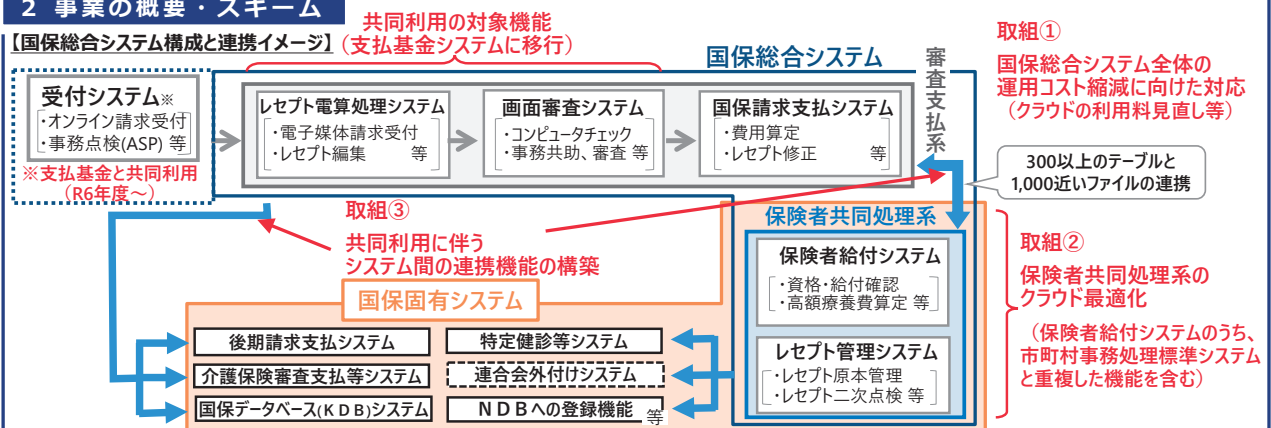 2 事業の概要・スキーム
【国保総合システム構成と連携イメージ】
共同利用の対象機能
（支払基金システムに移行）
国保総合システム
受付システム※
・オンライン請求受付
・事務点検(ASP) 等
※支払基金と共同利用
（R6年度～）
レセプト電算処理システム
・電子媒体請求受付
・レセプト編集 等
画面審査システム
・コンピュータチェック
・事務共助、審査 等
国保請求支払システム
・費用算定
・レセプト修正 等
審査支払系
取組①
国保総合システム全体の
運用コスト縮減に向けた対応
（クラウドの利用料見直し等）
300以上のテーブルと
1,000近いファイルの連携
取組③
共同利用に伴う
システム間の連携機能の構築
保険者共同処理系
保険者給付システム
・資格・給付確認
・高額療養費算定 等
レセプト管理システム
・レセプト原本管理
・レセプト二次点検 等
取組②
保険者共同処理系の
クラウド最適化
（保険者給付システムのうち、
市町村事務処理標準システム
と重複した機能を含む）
国保固有システム
後期請求支払システム
介護保険審査支払等システム
国保データベース(KDB)システム
特定健診等システム
連合会外付けシステム
NDBへの登録機能 等